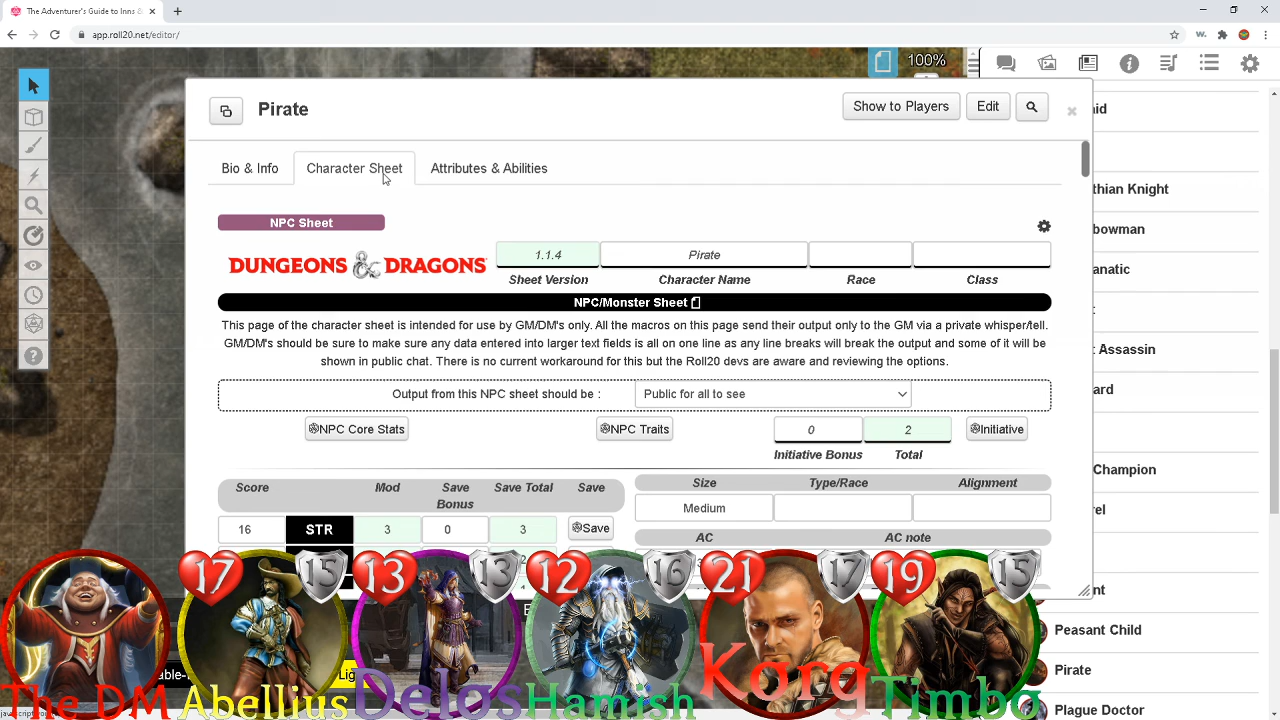 The Adventurer's Guide to Inns &
app.roll20.net/editor/
100%
Pirate
Show to Players
Edit
Bio & Info
Character Sheet
Attributes & Abilities
NPC Sheet
DUNGEONS & DRAGONS
1.1.4
Pirate
Sheet Version
Character Name
Race
Class
NPC/Monster Sheet
This page of the character sheet is intended for use by GM/DM's only. All the macros on this page send their output only to the GM via a private whisper/tell.
GM/DM's should be sure to make sure any data entered into larger text fields is all on one line as any line breaks will break the output and some of it will be
shown in public chat. There is no current workaround for this but the Roll20 devs are aware and reviewing the options.
Output from this NPC sheet should be :
Public for all to see
NPC Core Stats
NPC Traits
0
2
Initiative
Initiative Bonus
Total
Score
Mod
Save Bonus
Save Total
Save
Size
Type/Race
Alignment
16
STR
3
0
3
Save
Medium
AC
AC note
thian Knight
bowman
anatic
t Assassin
ard
Champion
Peasant Child
Pirate
Plague Doctor
17
15
13
13
12
16
21
17
19
15
The DM
Abellius
Delos
Hamish
Karg
Timbo